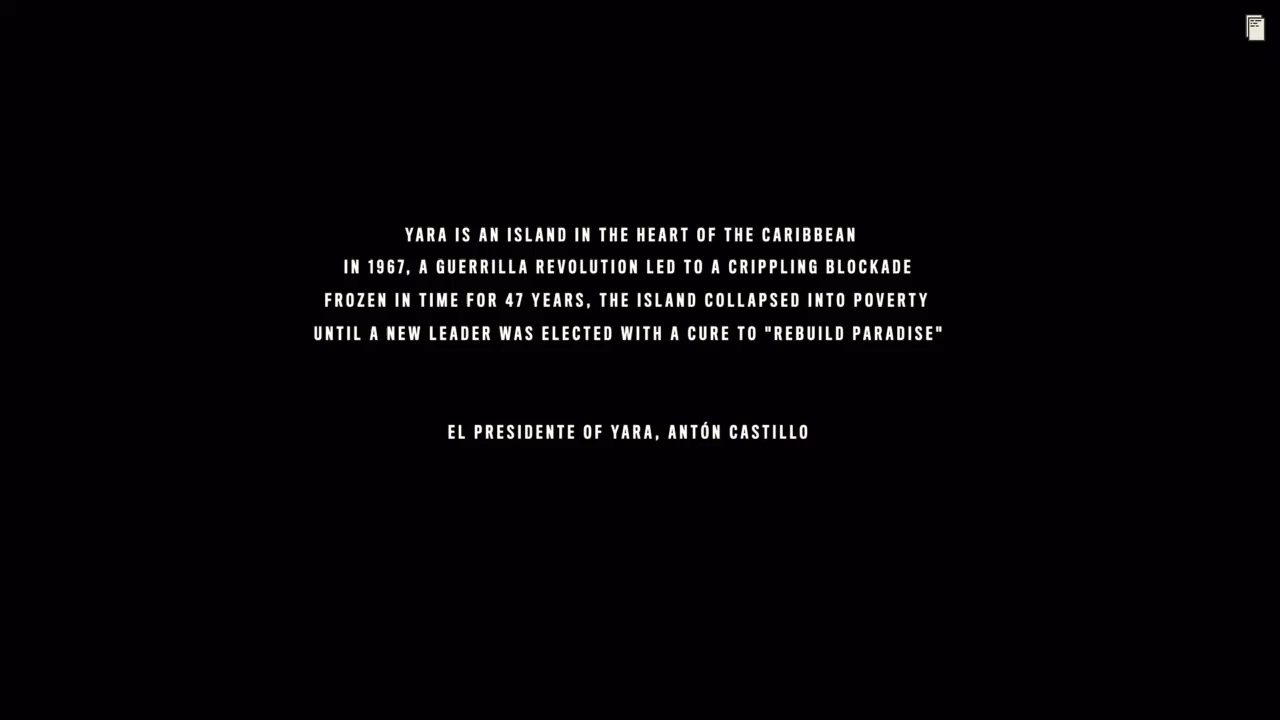 YARA IS AN ISLAND IN THE HEART OF THE CARIBBEAN
IN 1967, A GUERRILLA REVOLUTION LED TO A CRIPPLING BLOCKADE
FROZEN IN TIME FOR 47 YEARS, THE ISLAND COLLAPSED INTO POVERTY
UNTIL A NEW LEADER WAS ELECTED WITH A CURE TO "REBUILD PARADISE"
EL PRESIDENTE OF YARA, ANTÓN CASTILLO